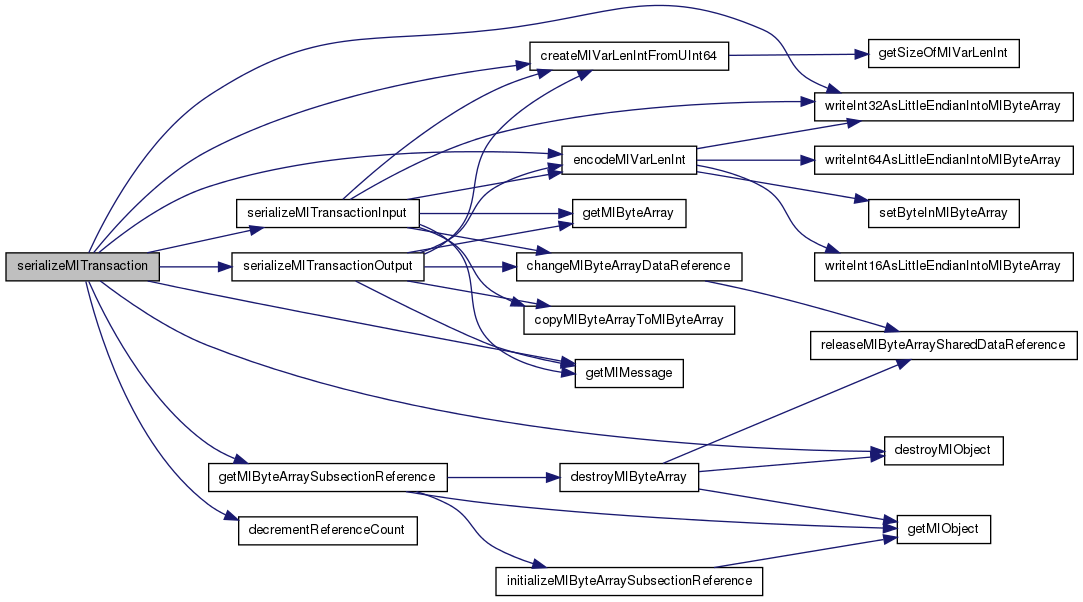 createMIVarLenIntFromUInt64
getSizeOfMIVarLenInt
writeInt32AsLittleEndianIntoMIByteArray
encodeMIVarLenInt
writeInt64AsLittleEndianIntoMIByteArray
serializeMITransactionInput
getMIByteArray
setByteInMIByteArray
serializeMITransaction
serializeMITransactionOutput
changeMIByteArrayDataReference
writeInt16AsLittleEndianIntoMIByteArray
copyMIByteArrayToMIByteArray
releaseMIByteArraySharedDataReference
getMIMessage
destroyMIObject
getMIByteArraySubsectionReference
destroyMIByteArray
decrementReferenceCount
getMIObject
initializeMIByteArraySubsectionReference